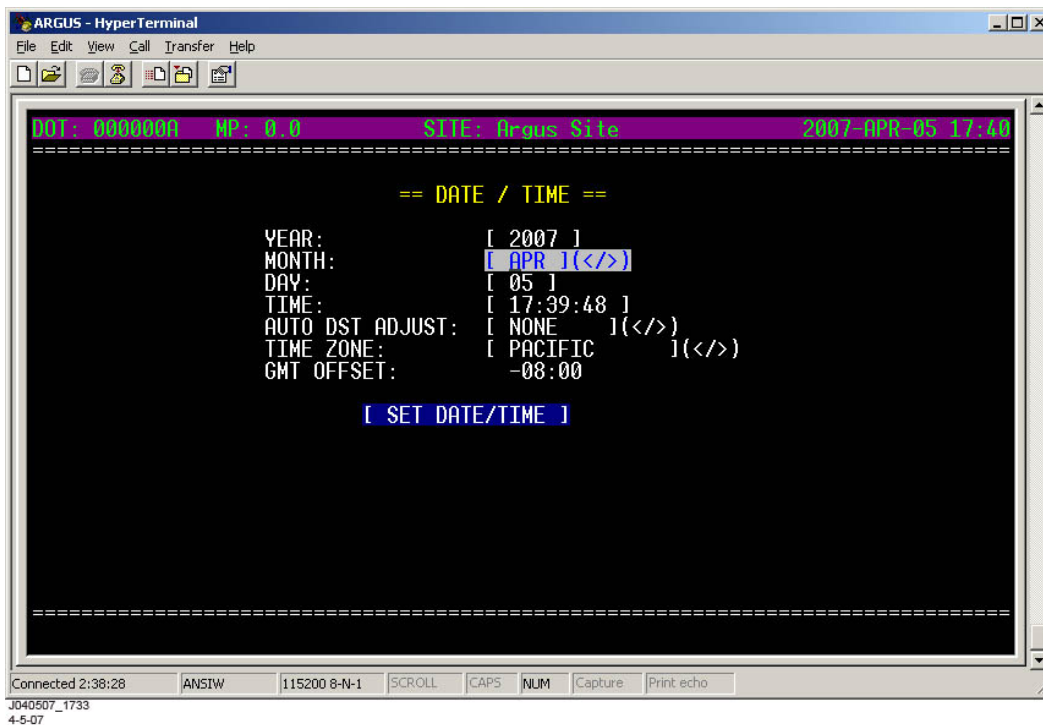 ARGUS - HyperTerminal
File Edit View Call Transfer Help
DOT: 000000A MP: 0.0 SITE: Argus Site 2007-APR-05 17:40
================================================================================
== DATE / TIME ==
YEAR: [ 2007 ]
MONTH: [ APR ](</>)
DAY: [ 05 ]
TIME: [ 17:39:48 ]
AUTO DST ADJUST: [ NONE ](</>)
TIME ZONE: [ PACIFIC ](</>)
GMT OFFSET: -08:00
[ SET DATE/TIME ]
================================================================================
Connected 2:38:28 ANSIW 115200 8-N-1 SCROLL CAPS NUM Capture Print echo
J040507_1733
4-5-07